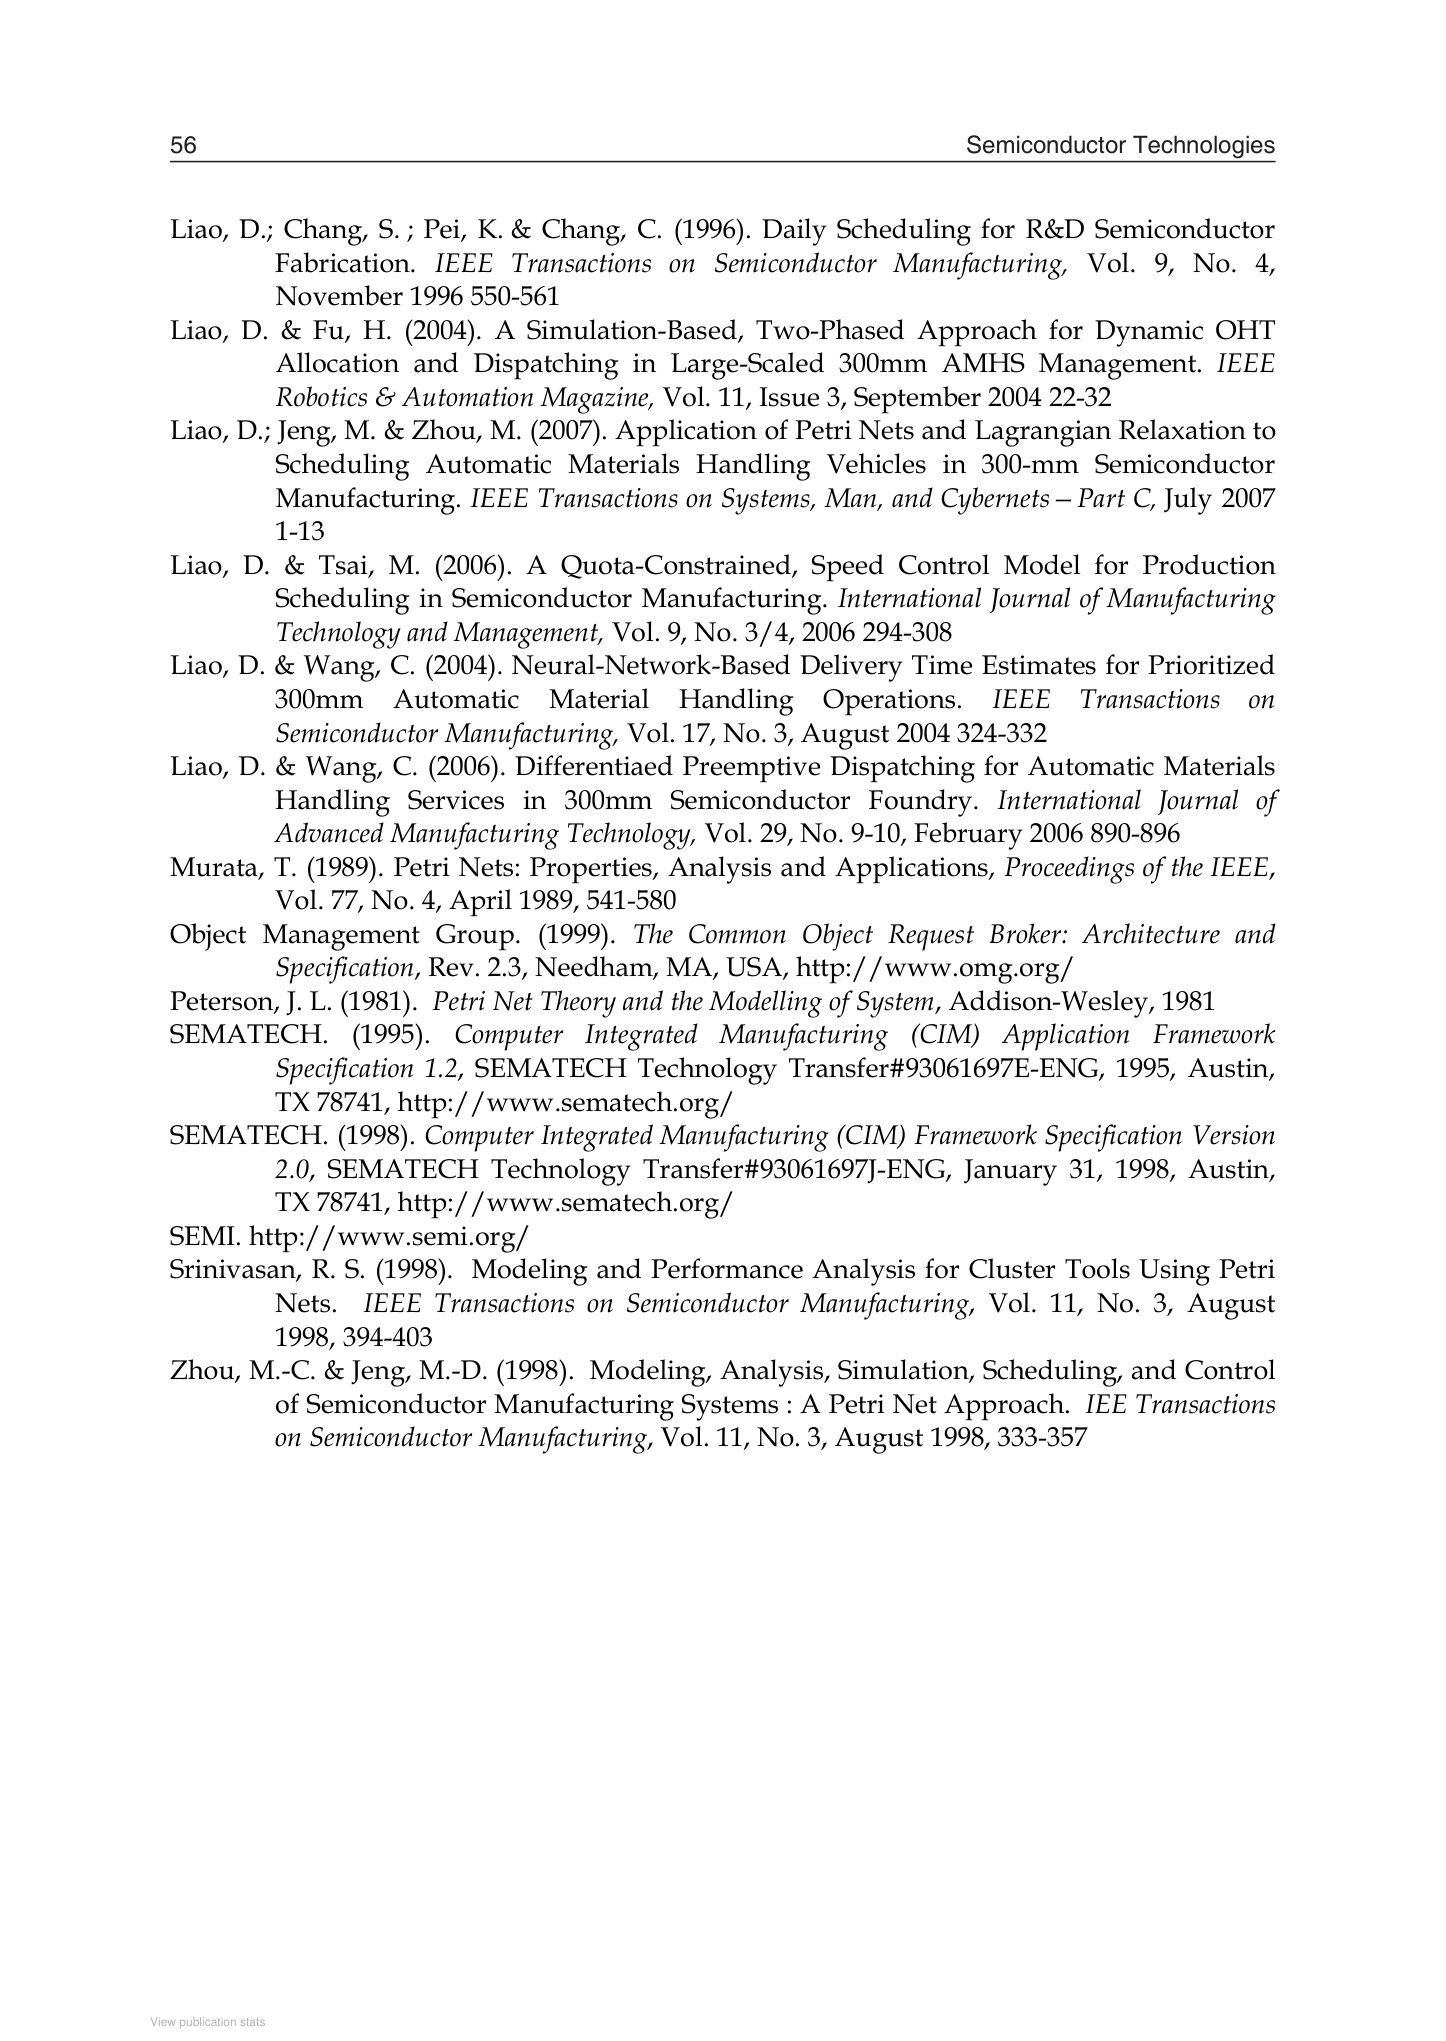 56 Semiconductor Technologies
Liao, D.; Chang, S. ; Pei, K. & Chang, C. (1996). Daily Scheduling for R&D Semiconductor
Fabrication. IEEE Transactions on Semiconductor Manufacturing, Vol. 9, No. 4,
November 1996 550-561
Liao, D. & Fu, H. (2004). A Simulation-Based, Two-Phased Approach for Dynamic OHT
Allocation and Dispatching in Large-Scaled 300mm AMHS Management. IEEE
Robotics & Automation Magazine, Vol. 11, Issue 3, September 2004 22-32
Liao, D.; Jeng, M. & Zhou, M. (2007). Application of Petri Nets and Lagrangian Relaxation to
Scheduling Automatic Materials Handling Vehicles in 300-mm Semiconductor
Manufacturing. IEEE Transactions on Systems, Man, and Cybernets—Part C, July 2007
1-13
Liao, D. & Tsai, M. (2006). A Quota-Constrained, Speed Control Model for Production
Scheduling in Semiconductor Manufacturing. International Journal of Manufacturing
Technology and Management, Vol. 9, No. 3/4, 2006 294-308
Liao, D. & Wang, C. (2004). Neural-Network-Based Delivery Time Estimates for Prioritized
300mm Automatic Material Handling Operations. IEEE Transactions on
Semiconductor Manufacturing, Vol. 17, No. 3, August 2004 324-332
Liao, D. & Wang, C. (2006). Differentiaed Preemptive Dispatching for Automatic Materials
Handling Services in 300mm Semiconductor Foundry. International Journal of
Advanced Manufacturing Technology, Vol. 29, No. 9-10, February 2006 890-896
Murata, T. (1989). Petri Nets: Properties, Analysis and Applications, Proceedings of the IEEE,
Vol. 77, No. 4, April 1989, 541-580
Object Management Group. (1999). The Common Object Request Broker: Architecture and
Specification, Rev. 2.3, Needham, MA, USA, http://www.omg.org/
Peterson, J. L. (1981). Petri Net Theory and the Modelling of System, Addison-Wesley, 1981
SEMATECH. (1995). Computer Integrated Manufacturing (CIM) Application Framework
Specification 1.2, SEMATECH Technology Transfer#93061697E-ENG, 1995, Austin,
TX 78741, http://www.sematech.org/
SEMATECH. (1998). Computer Integrated Manufacturing (CIM) Framework Specification Version
2.0, SEMATECH Technology Transfer#93061697J-ENG, January 31, 1998, Austin,
TX 78741, http://www.sematech.org/
SEMI. http://www.semi.org/
Srinivasan, R. S. (1998). Modeling and Performance Analysis for Cluster Tools Using Petri
Nets. IEEE Transactions on Semiconductor Manufacturing, Vol. 11, No. 3, August
1998, 394-403
Zhou, M.-C. & Jeng, M.-D. (1998). Modeling, Analysis, Simulation, Scheduling, and Control
of Semiconductor Manufacturing Systems : A Petri Net Approach. IEE Transactions
on Semiconductor Manufacturing, Vol. 11, No. 3, August 1998, 333-357
View publication stats